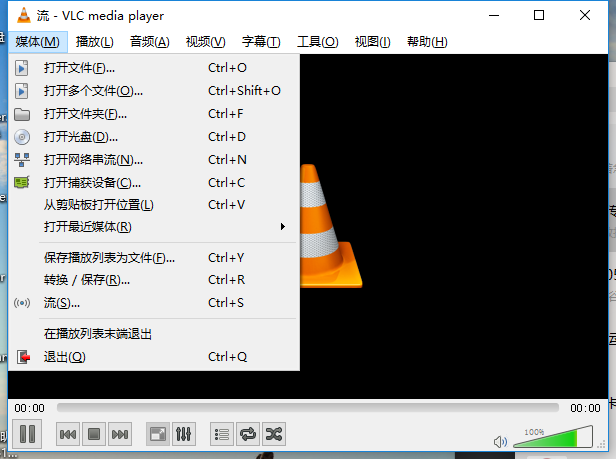 流 - VLC media player
媒体(M) 播放(L) 音频(A) 视频(V) 字幕(T) 工具(O) 视图(I) 帮助(H)
打开文件(F)... Ctrl+O
打开多个文件(O)... Ctrl+Shift+O
打开文件夹(F)... Ctrl+F
打开光盘(D)... Ctrl+D
打开网络串流(N)... Ctrl+N
打开捕获设备(C)... Ctrl+C
从剪贴板打开位置(L) Ctrl+V
打开最近媒体(R)
保存播放列表为文件(F)... Ctrl+Y
转换 / 保存(R)... Ctrl+R
流(S)... Ctrl+S
在播放列表末端退出
退出(Q) Ctrl+Q
00:00 00:00
100%